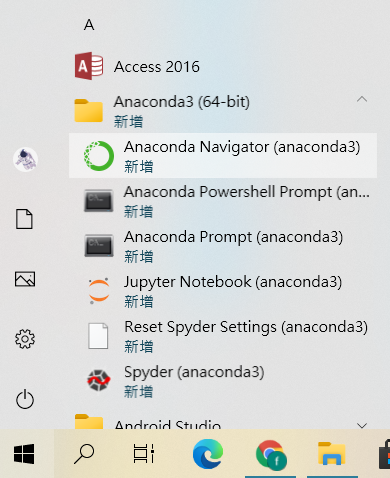 A
Access 2016
Anaconda3 (64-bit)
新增
Anaconda Navigator (anaconda3)
新增
Anaconda Powershell Prompt (an...
新增
Anaconda Prompt (anaconda3)
新增
Jupyter Notebook (anaconda3)
新增
Reset Spyder Settings (anaconda3)
新增
Spyder (anaconda3)
新增
Android Studio
f